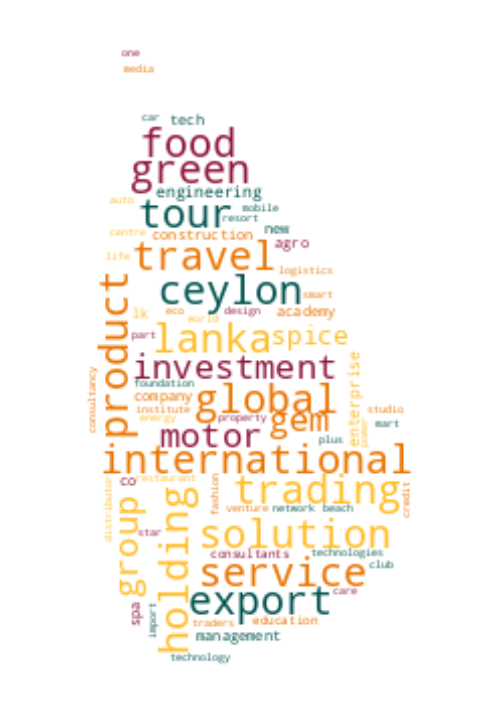 one
media
car tech
food
green
engineering
auto tour mobile
resort
centre construction new
agro
life travel
logistics
product ceylon smart
lk eco world design academy
part lanka spice
investment
consultancy foundation
company global enterprise
institute gem studio
energy property power mart
motor plus
international
distributor co restaurant fashion trading credit
group holding venture network beach
star solution
consultants technologies
service club
care
spa import export
traders education
management
technology